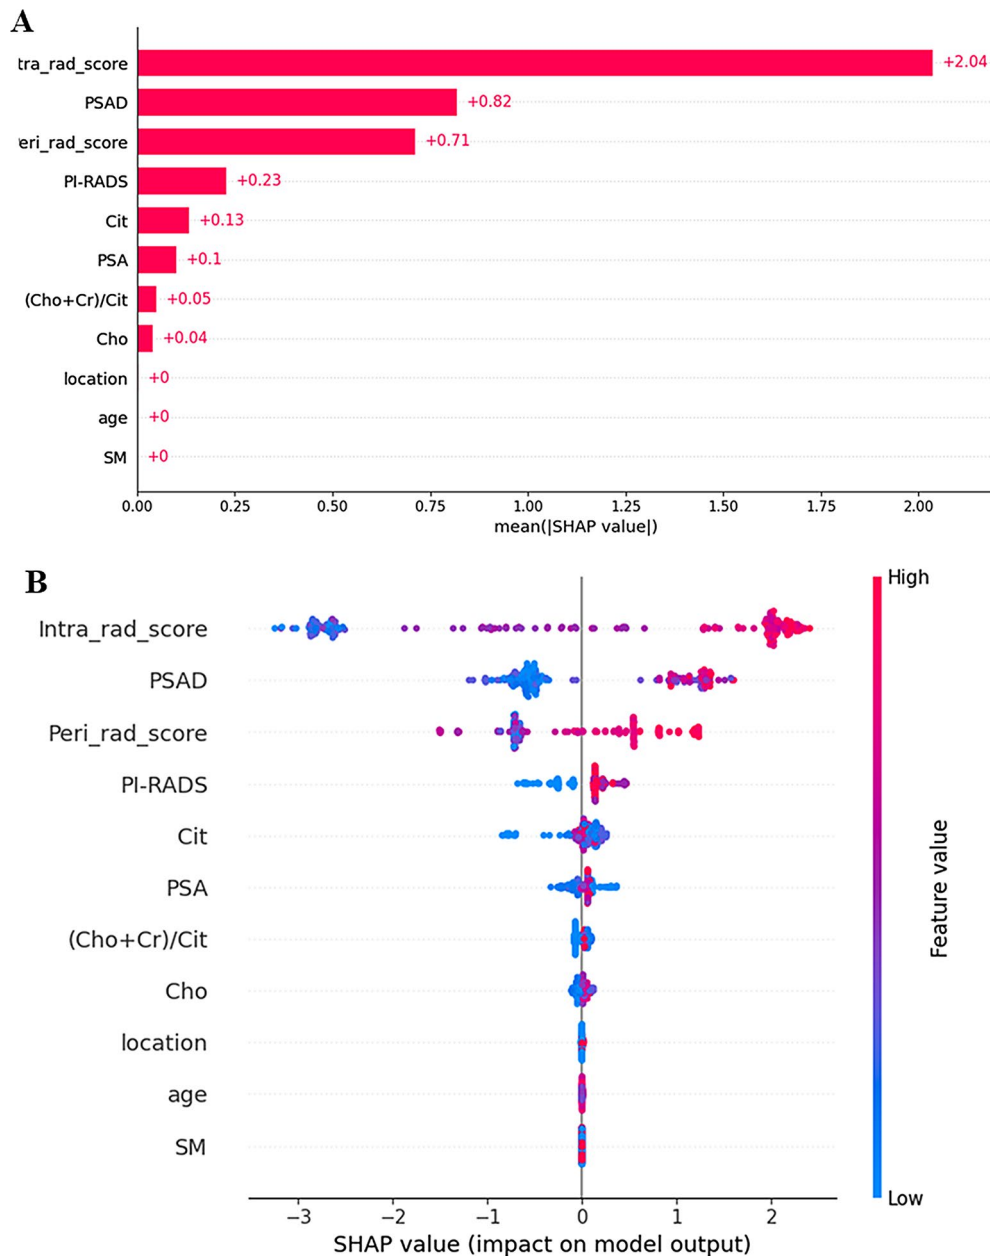 A
tra_rad_score +2.04
PSAD +0.82
eri_rad_score +0.71
PI-RADS +0.23
Cit +0.13
PSA +0.1
(Cho+Cr)/Cit +0.05
Cho +0.04
location +0
age +0
SM +0
0.00 0.25 0.50 0.75 1.00 1.25 1.50 1.75 2.00
mean(|SHAP value|)
B
High
Intra_rad_score
PSAD
Peri_rad_score
PI-RADS
Cit
PSA
(Cho+Cr)/Cit
Cho
location
age
SM
Feature value
Low
−3 −2 −1 0 1 2
SHAP value (impact on model output)